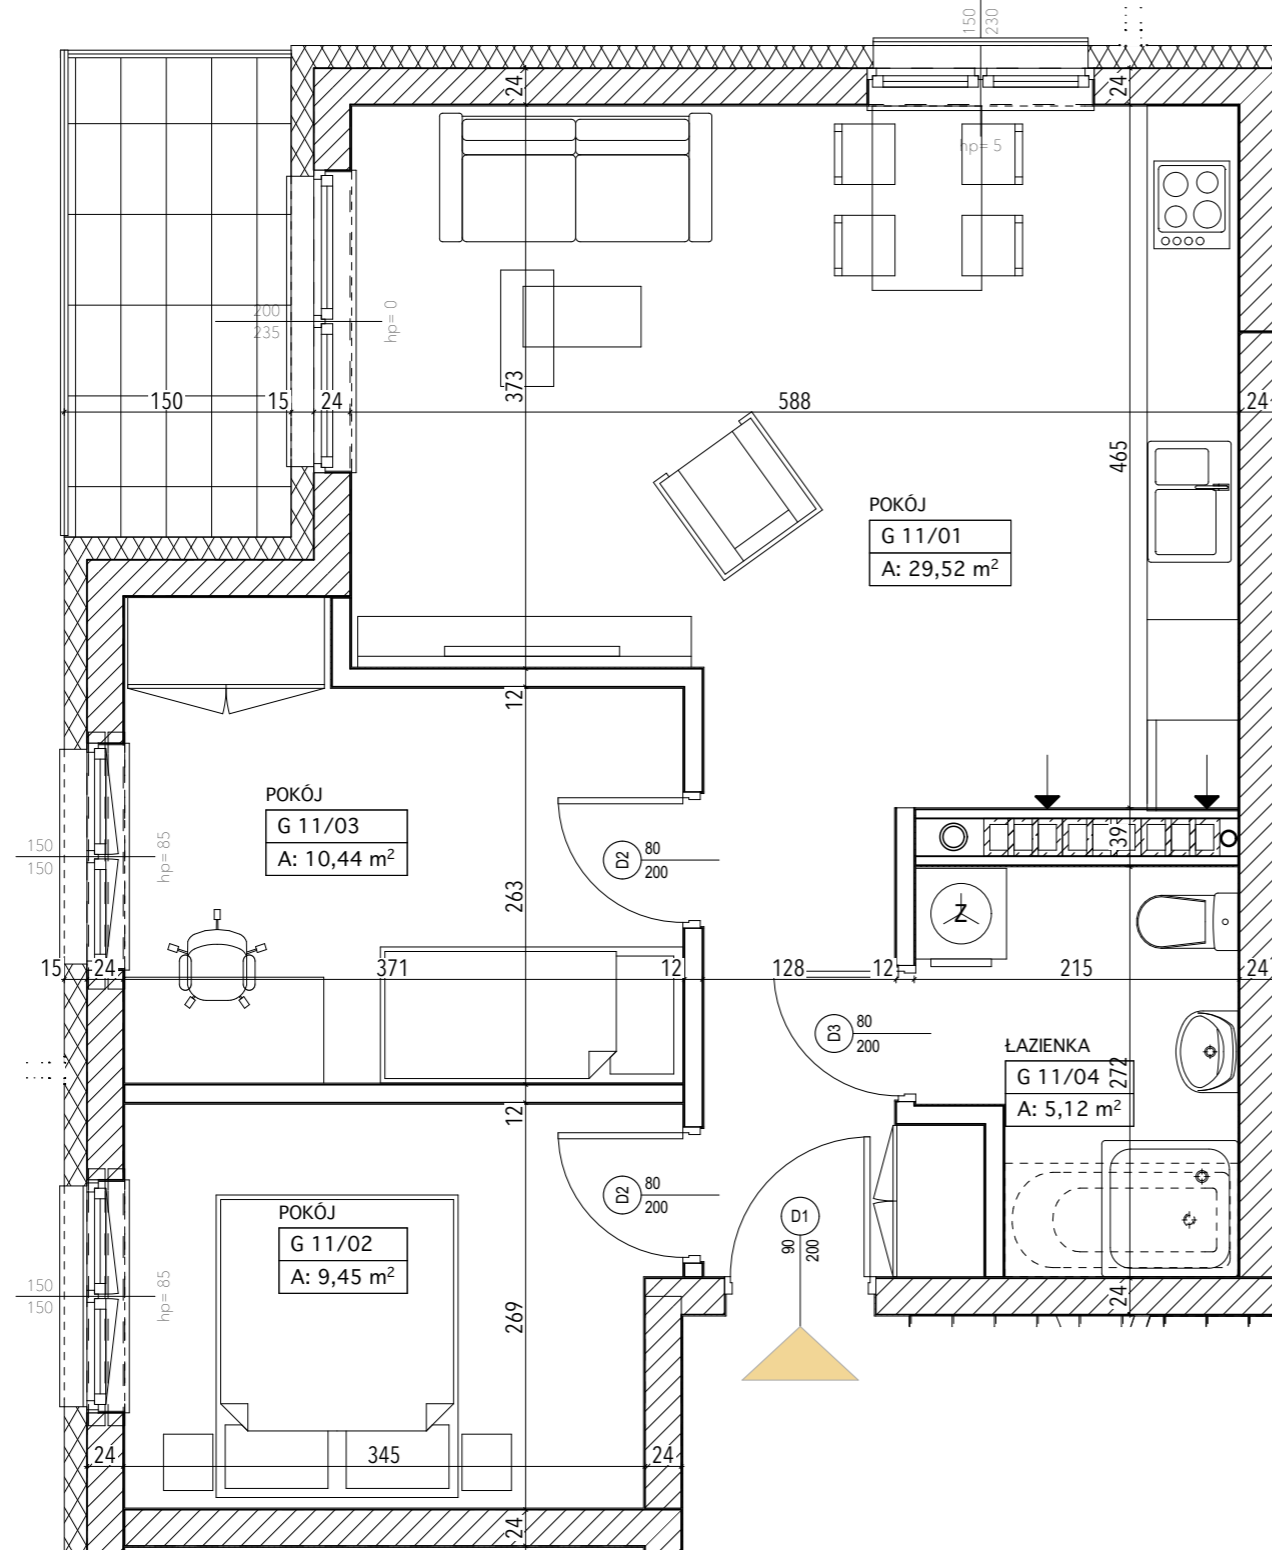 150
230
24
24
hp= 5
200
235
hp= 0
150
15
24
373
588
24
465
POKÓJ
G 11/01
A: 29,52 m²
12
POKÓJ
G 11/03
A: 10,44 m²
150
150
hp= 85
D2
80
200
395
263
Z
15
24
371
12
128
12
215
24
D3
80
200
ŁAZIENKA
G 11/04
A: 5,12 m²
272
12
D2
80
200
POKÓJ
G 11/02
A: 9,45 m²
D1
90
200
150
150
hp= 85
269
24
24
345
24
24